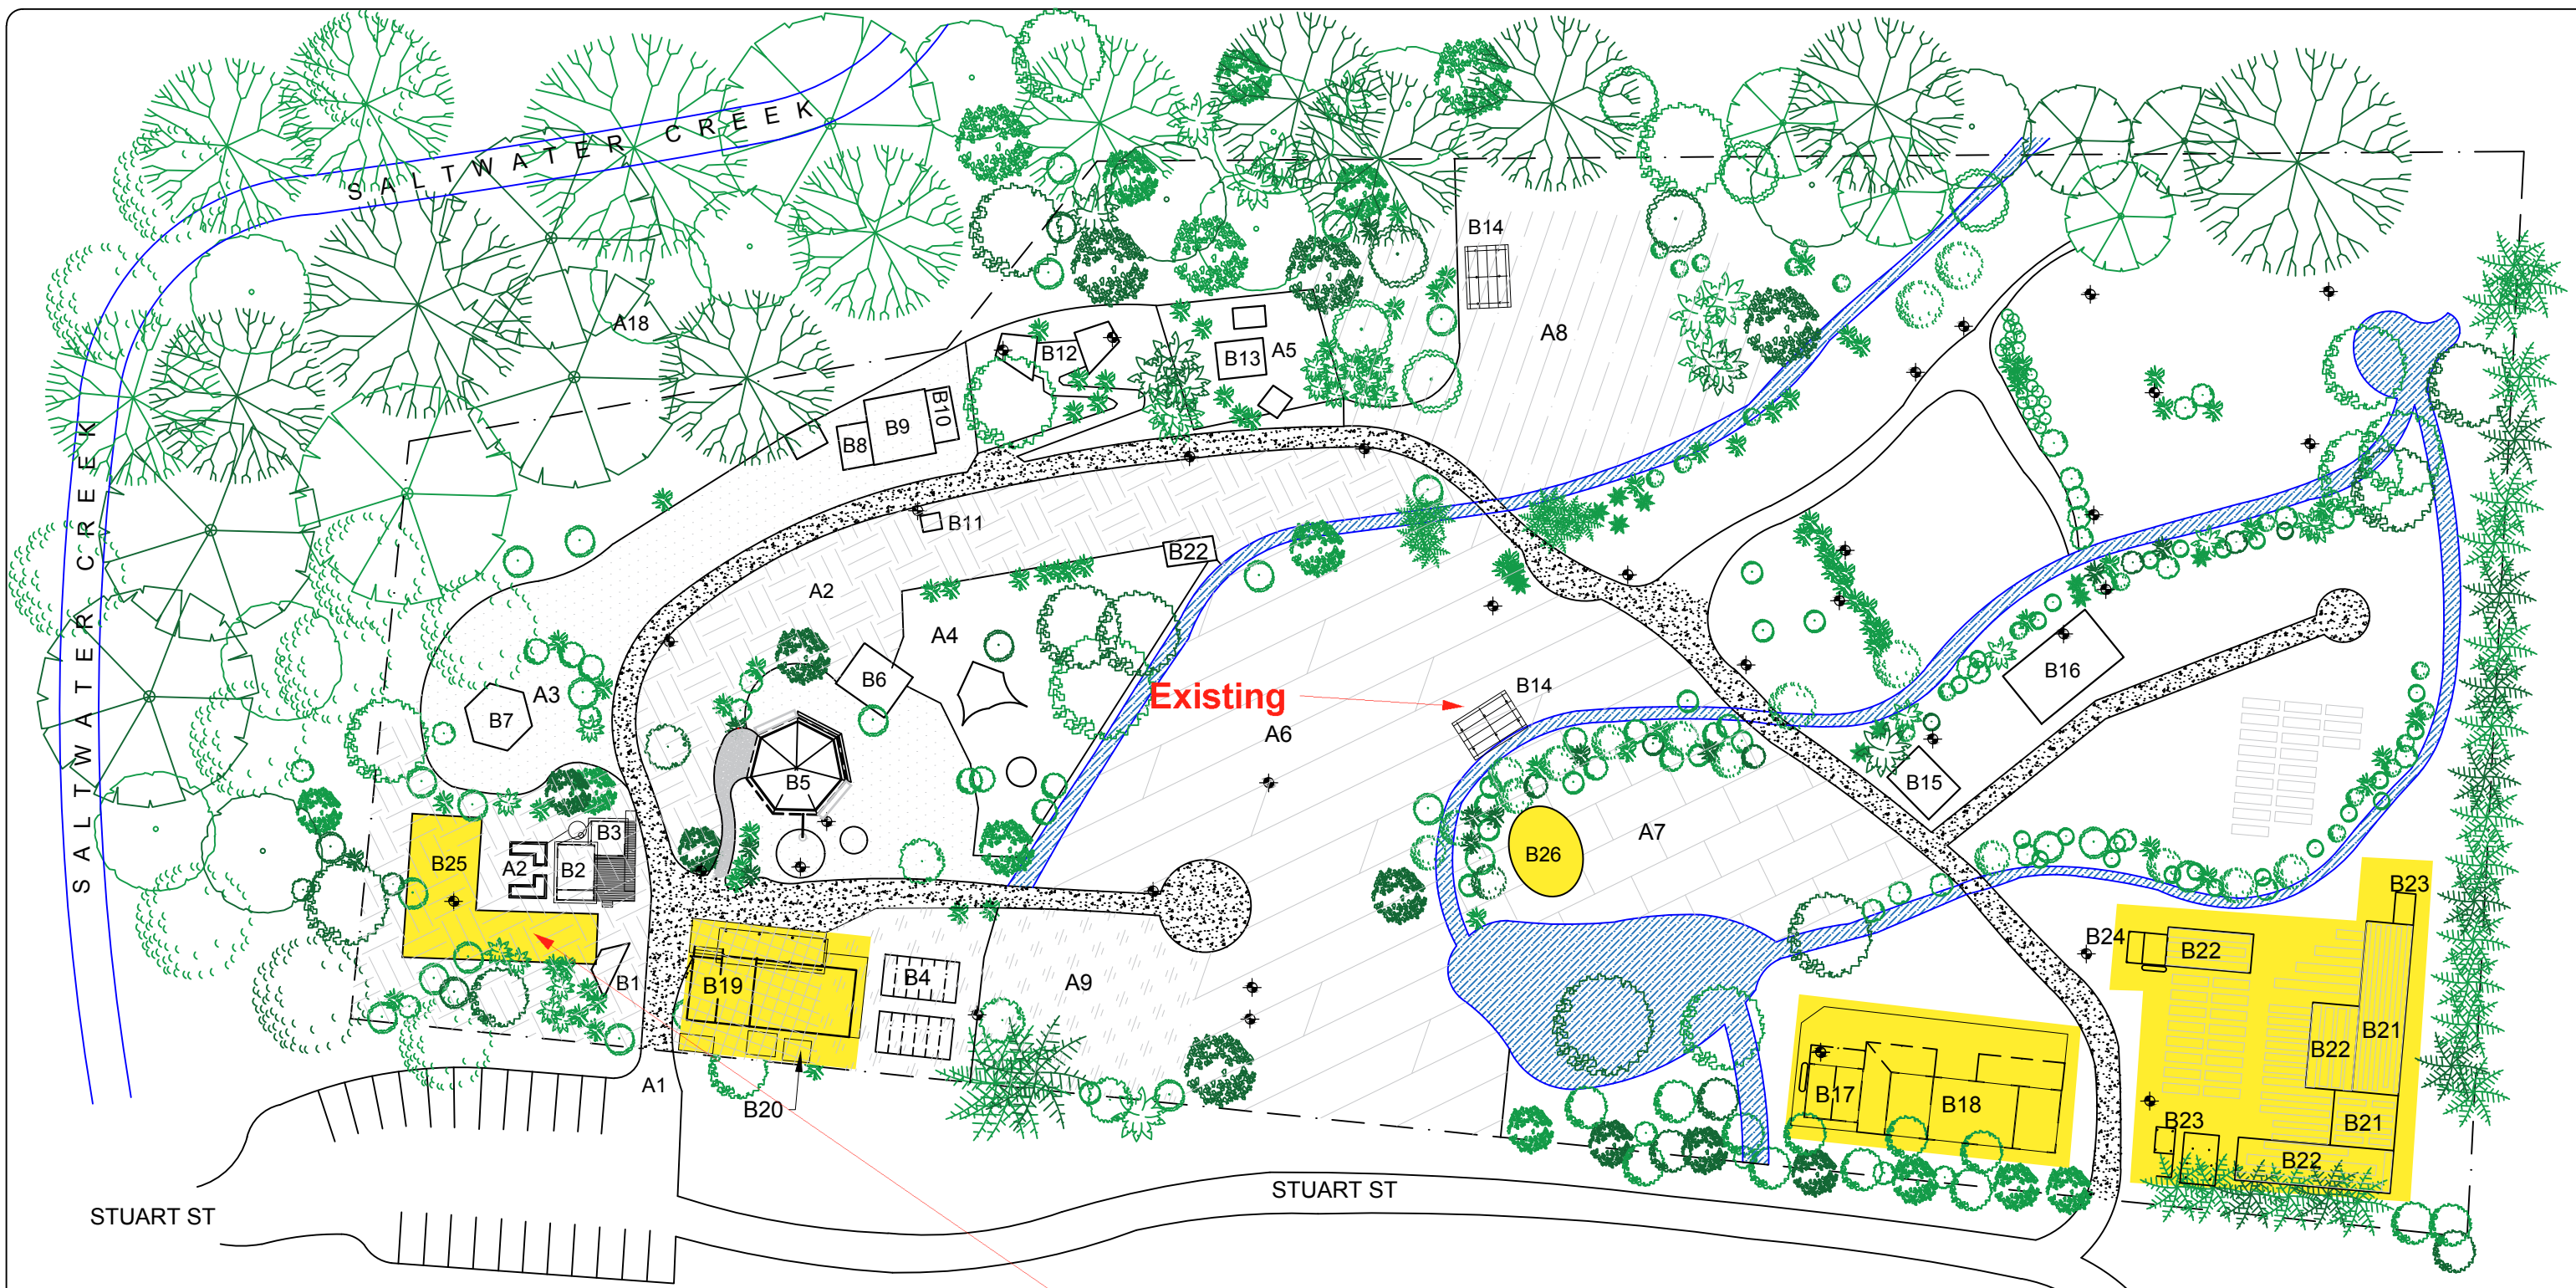 SALTWATER CREEK
B14
A18
A8
B12
B13
A5
B10
B9
B8
B11
B22
A2
A4
B6
A3
B7
Existing
B14
A6
B16
SALTWATER CREEK
B5
B15
B3
A7
B25
A2
B2
B26
B23
B24
B22
B19
B4
A9
B1
B21
B22
A1
B17
B18
B20
B23
B21
B22
STUART ST
STUART ST